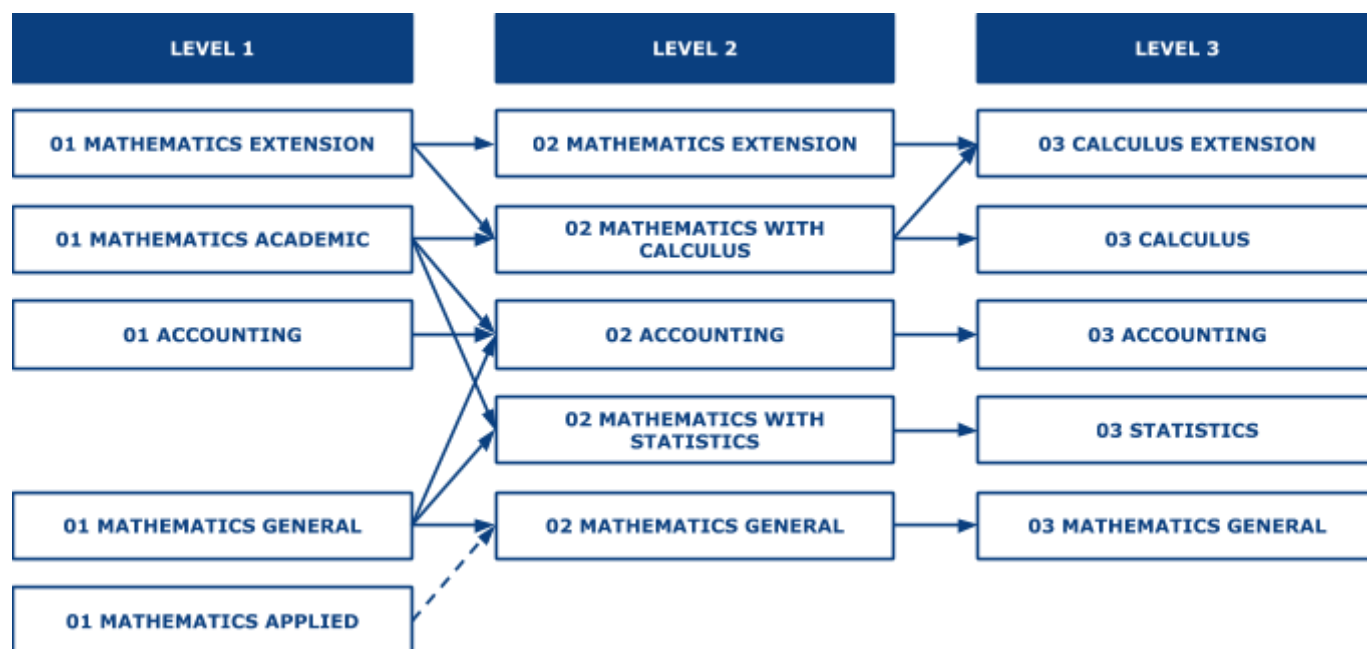 LEVEL 1
LEVEL 2
LEVEL 3
01 MATHEMATICS EXTENSION
02 MATHEMATICS EXTENSION
03 CALCULUS EXTENSION
01 MATHEMATICS ACADEMIC
02 MATHEMATICS WITH
CALCULUS
03 CALCULUS
01 ACCOUNTING
02 ACCOUNTING
03 ACCOUNTING
02 MATHEMATICS WITH
STATISTICS
03 STATISTICS
01 MATHEMATICS GENERAL
02 MATHEMATICS GENERAL
03 MATHEMATICS GENERAL
01 MATHEMATICS APPLIED